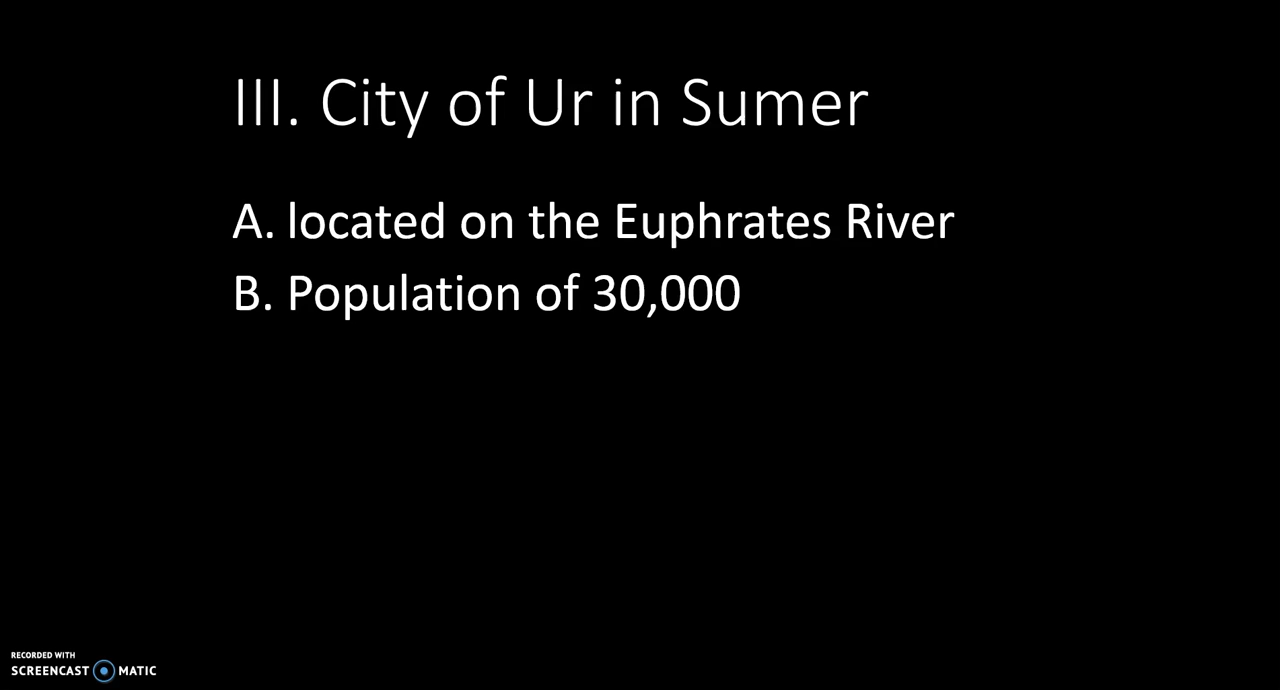 III. City of Ur in Sumer
A. located on the Euphrates River
B. Population of 30,000
RECORDED WITH
SCREENCAST MATIC